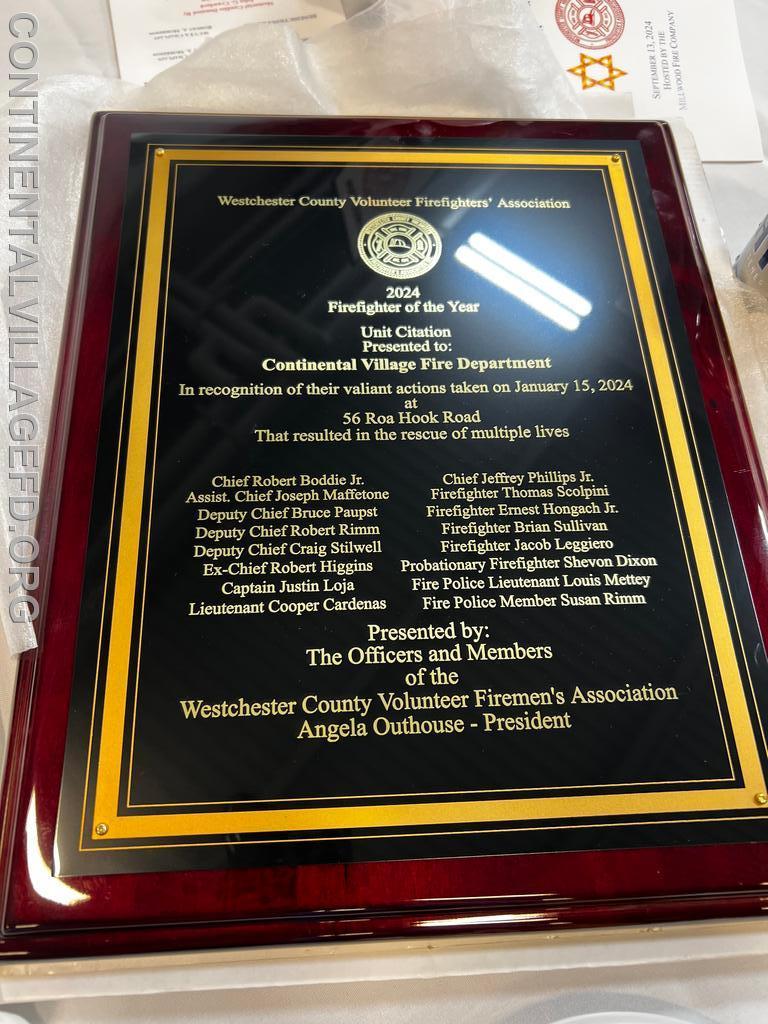 CONTINENTALVILLAGEFD.ORG
SEPTEMBER 13, 2024
HOSTED BY THE
MILLWOOD FIRE COMPANY
Westchester County Volunteer Firefighters' Association
2024
Firefighter of the Year
Unit Citation
Presented to:
Continental Village Fire Department
In recognition of their valiant actions taken on January 15, 2024
at
56 Roa Hook Road
That resulted in the rescue of multiple lives
Chief Robert Boddie Jr.
Assist. Chief Joseph Maffetone
Deputy Chief Bruce Paupst
Deputy Chief Robert Rimm
Deputy Chief Craig Stilwell
Ex-Chief Robert Higgins
Captain Justin Loja
Lieutenant Cooper Cardenas
Chief Jeffrey Phillips Jr.
Firefighter Thomas Scolpini
Firefighter Ernest Hongach Jr.
Firefighter Brian Sullivan
Firefighter Jacob Leggiero
Probationary Firefighter Shevon Dixon
Fire Police Lieutenant Louis Mettey
Fire Police Member Susan Rimm
Presented by:
The Officers and Members
of the
Westchester County Volunteer Firemen's Association
Angela Outhouse - President